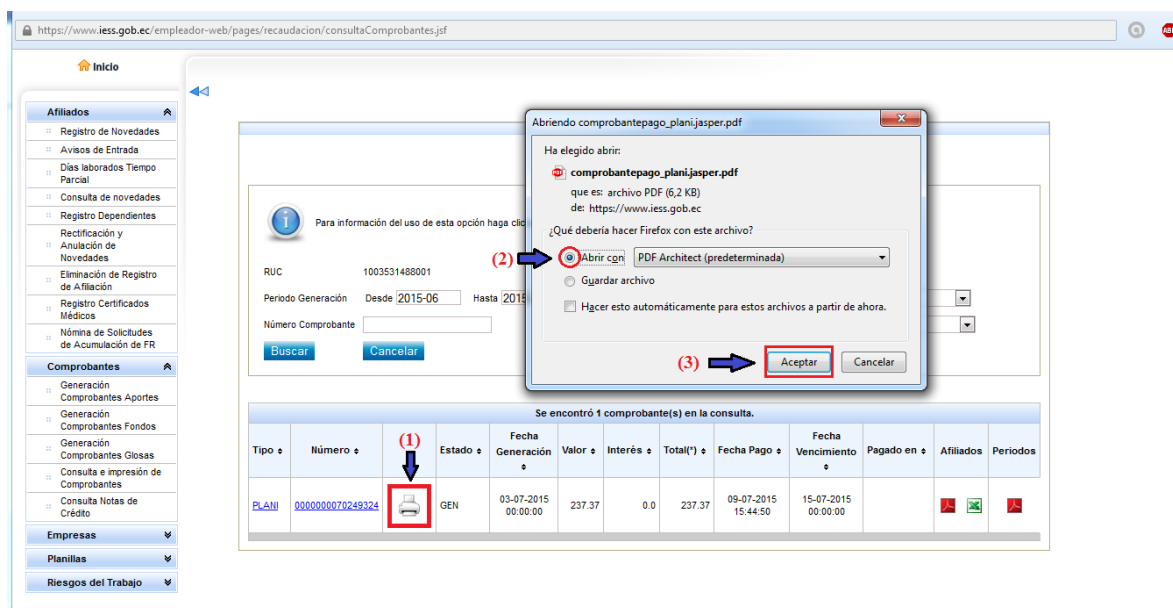 https://www.iess.gob.ec/empleador-web/pages/recaudacion/consultaComprobantes.jsf
ABP
Inicio
Afiliados
Registro de Novedades
Avisos de Entrada
Días laborados Tiempo
Parcial
Consulta de novedades
Registro Dependientes
Rectificación y
Anulación de
Novedades
Eliminación de Registro
de Afiliación
Registro Certificados
Médicos
Nómina de Solicitudes
de Acumulación de FR
Comprobantes
Generación
Comprobantes Aportes
Generación
Comprobantes Fondos
Generación
Comprobantes Glosas
Consulta e impresión de
Comprobantes
Consulta Notas de
Crédito
Empresas
Planillas
Riesgos del Trabajo
Para información del uso de esta opción haga clic
RUC 1003531488001
Periodo Generación Desde 2015-06 Hasta 2015
Número Comprobante
Buscar Cancelar
Abriendo comprobantepago_plani.jasper.pdf
Ha elegido abrir:
comprobantepago_plani.jasper.pdf
que es: archivo PDF (6,2 KB)
de: https://www.iess.gob.ec
¿Qué debería hacer Firefox con este archivo?
(2) Abrir con PDF Architect (predeterminada)
Guardar archivo
Hacer esto automáticamente para estos archivos a partir de ahora.
(3) Aceptar Cancelar
Se encontró 1 comprobante(s) en la consulta.
(1)
Tipo Número Estado Fecha Generación Valor Interés Total(*) Fecha Pago Fecha Vencimiento Pagado en Afiliados Periodos
PLANI 0000000070249324 GEN 03-07-2015 00:00:00 237.37 0.0 237.37 09-07-2015 15:44:50 15-07-2015 00:00:00